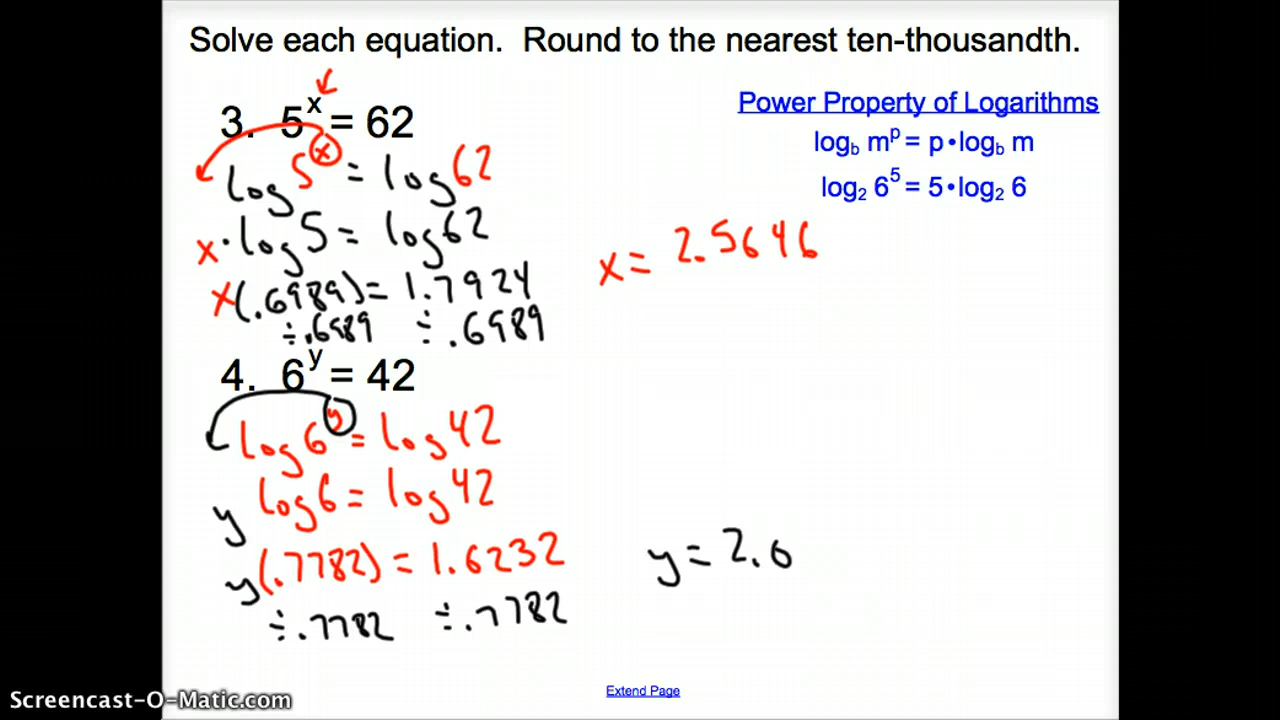 Solve each equation. Round to the nearest ten-thousandth.
3. 5^x = 62
log 5^x = log 62
x · log 5 = log 62
x(.6989) = 1.7924
÷ .6989 ÷ .6989
x = 2.5646
Power Property of Logarithms
log_b m^p = p•log_b m
log_2 6^5 = 5•log_2 6
4. 6^y = 42
log 6^y = log 42
y log 6 = log 42
y(.7782) = 1.6232
÷ .7782 ÷ .7782
y = 2.6
Extend Page
Screencast-O-Matic.com